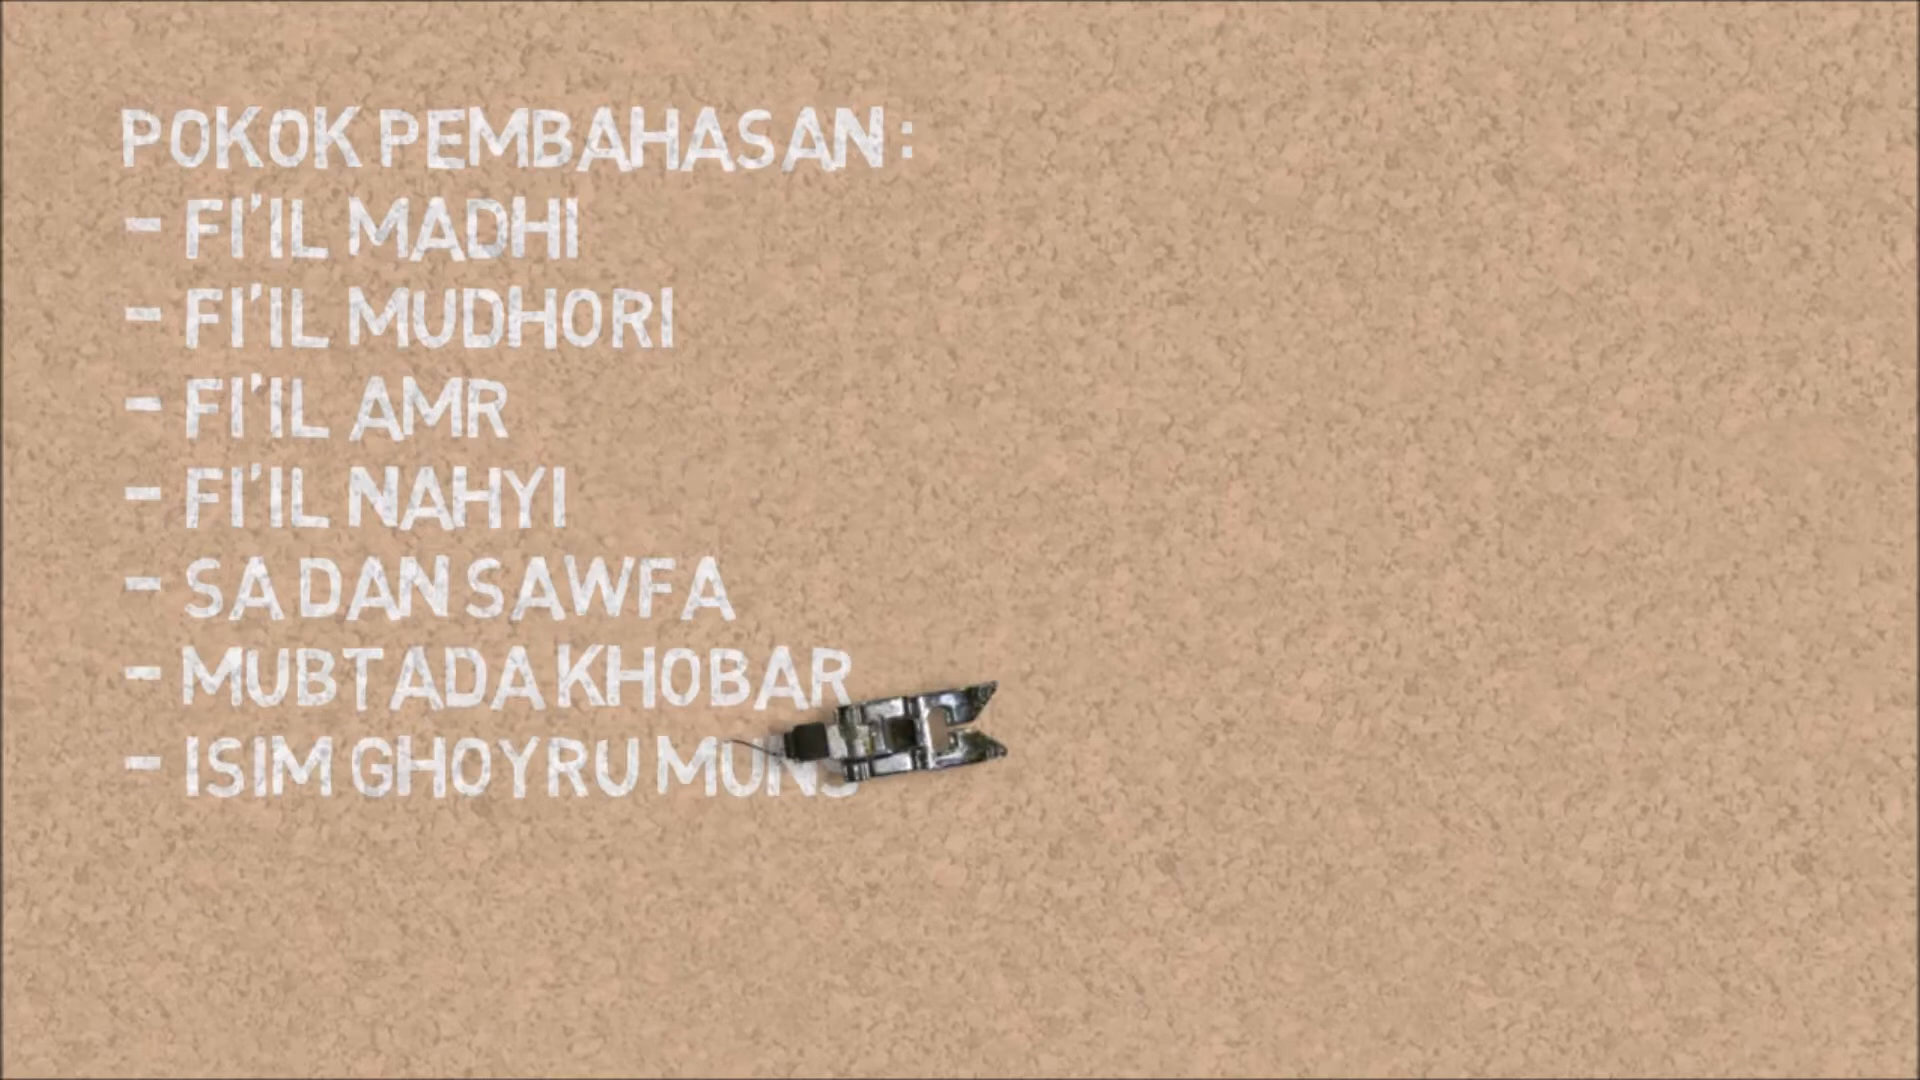 POKOK PEMBAHASAN :
- FI'IL MADHI
- FI'IL MUDHORI
- FI'IL AMR
- FI'IL NAHYI
- SA DAN SAWFA
- MUBTADA KHOBAR
- ISIM GHOYRU